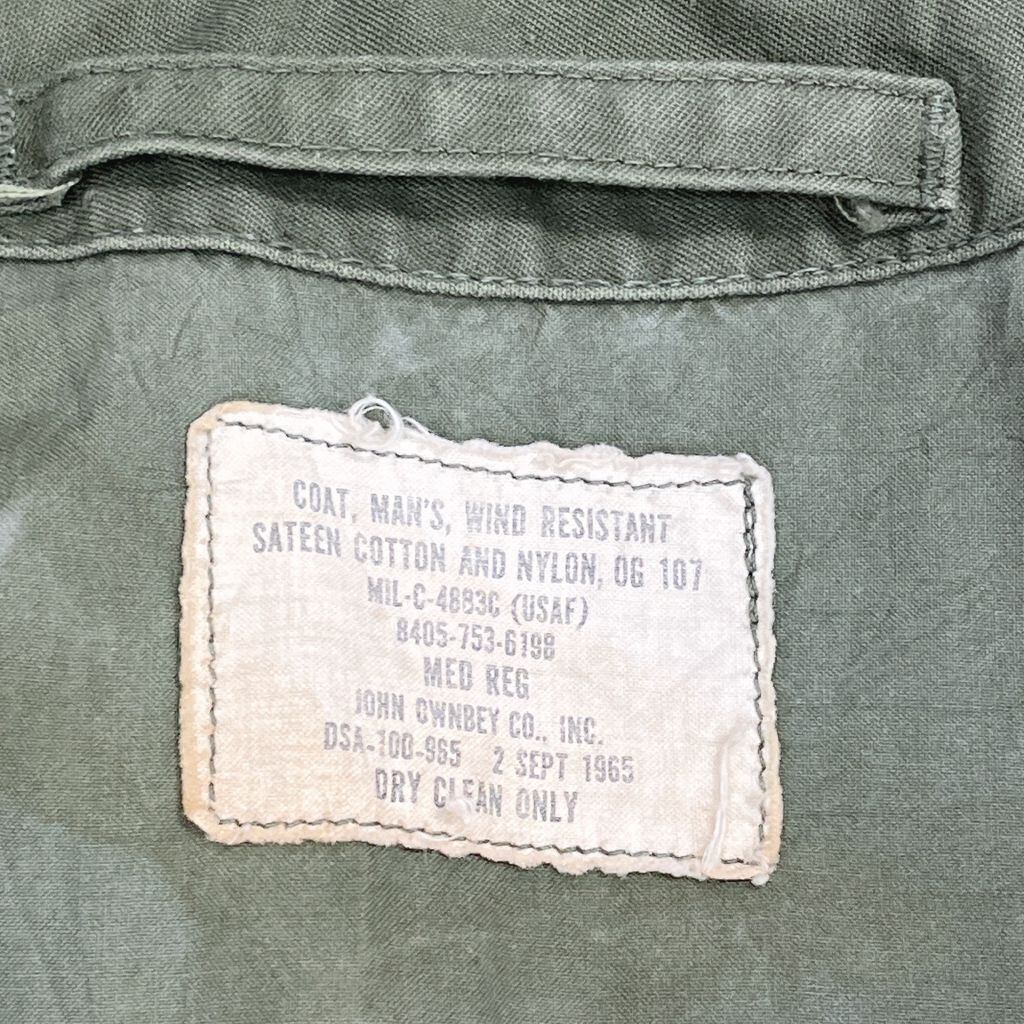 COAT, MAN'S, WIND RESISTANT
SATEEN COTTON AND NYLON, OG 107
MIL-C-4883C (USAF)
8405-753-6198
MED REG
JOHN OWNBEY CO., INC.
DSA-100-965 2 SEPT 1965
DRY CLEAN ONLY